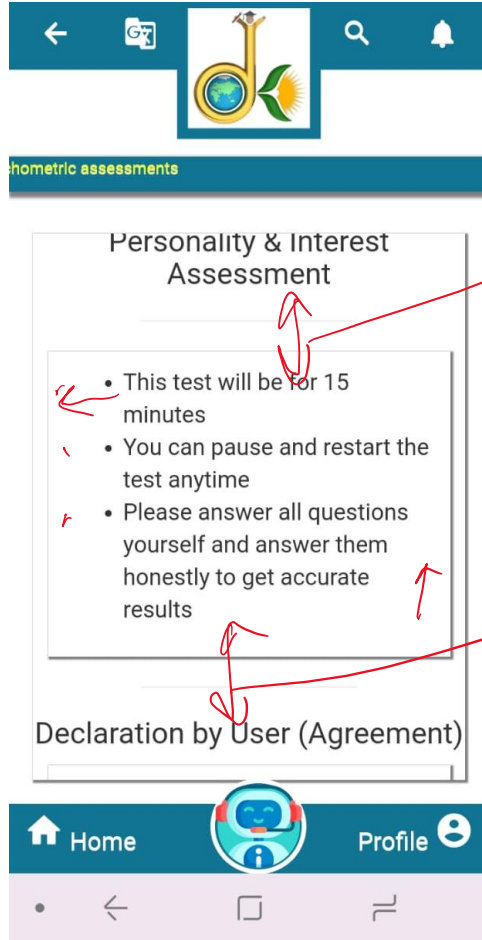 chometric assessments
Personality & Interest
Assessment
• This test will be for 15
minutes
• You can pause and restart the
test anytime
• Please answer all questions
yourself and answer them
honestly to get accurate
results
Declaration by User (Agreement)
Home
Profile